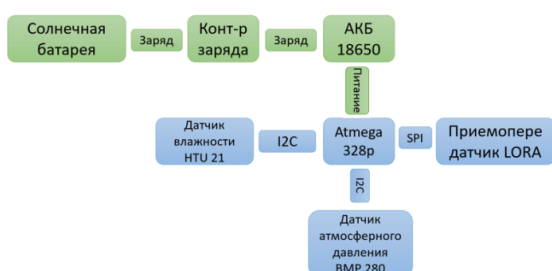 Солнечная
батарея
Заряд
Конт-р
заряда
Заряд
АКБ
18650
Питание
Датчик
влажности
HTU 21
I2C
Atmega
328p
SPI
Приемопере
датчик LORA
I2C
Датчик
атмосферного
давления
BMP 280